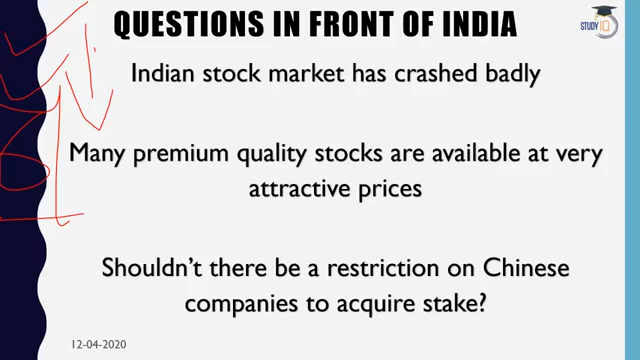 QUESTIONS IN FRONT OF INDIA
STUDY IQ
Indian stock market has crashed badly
Many premium quality stocks are available at very
attractive prices
Shouldn't there be a restriction on Chinese
companies to acquire stake?
12-04-2020